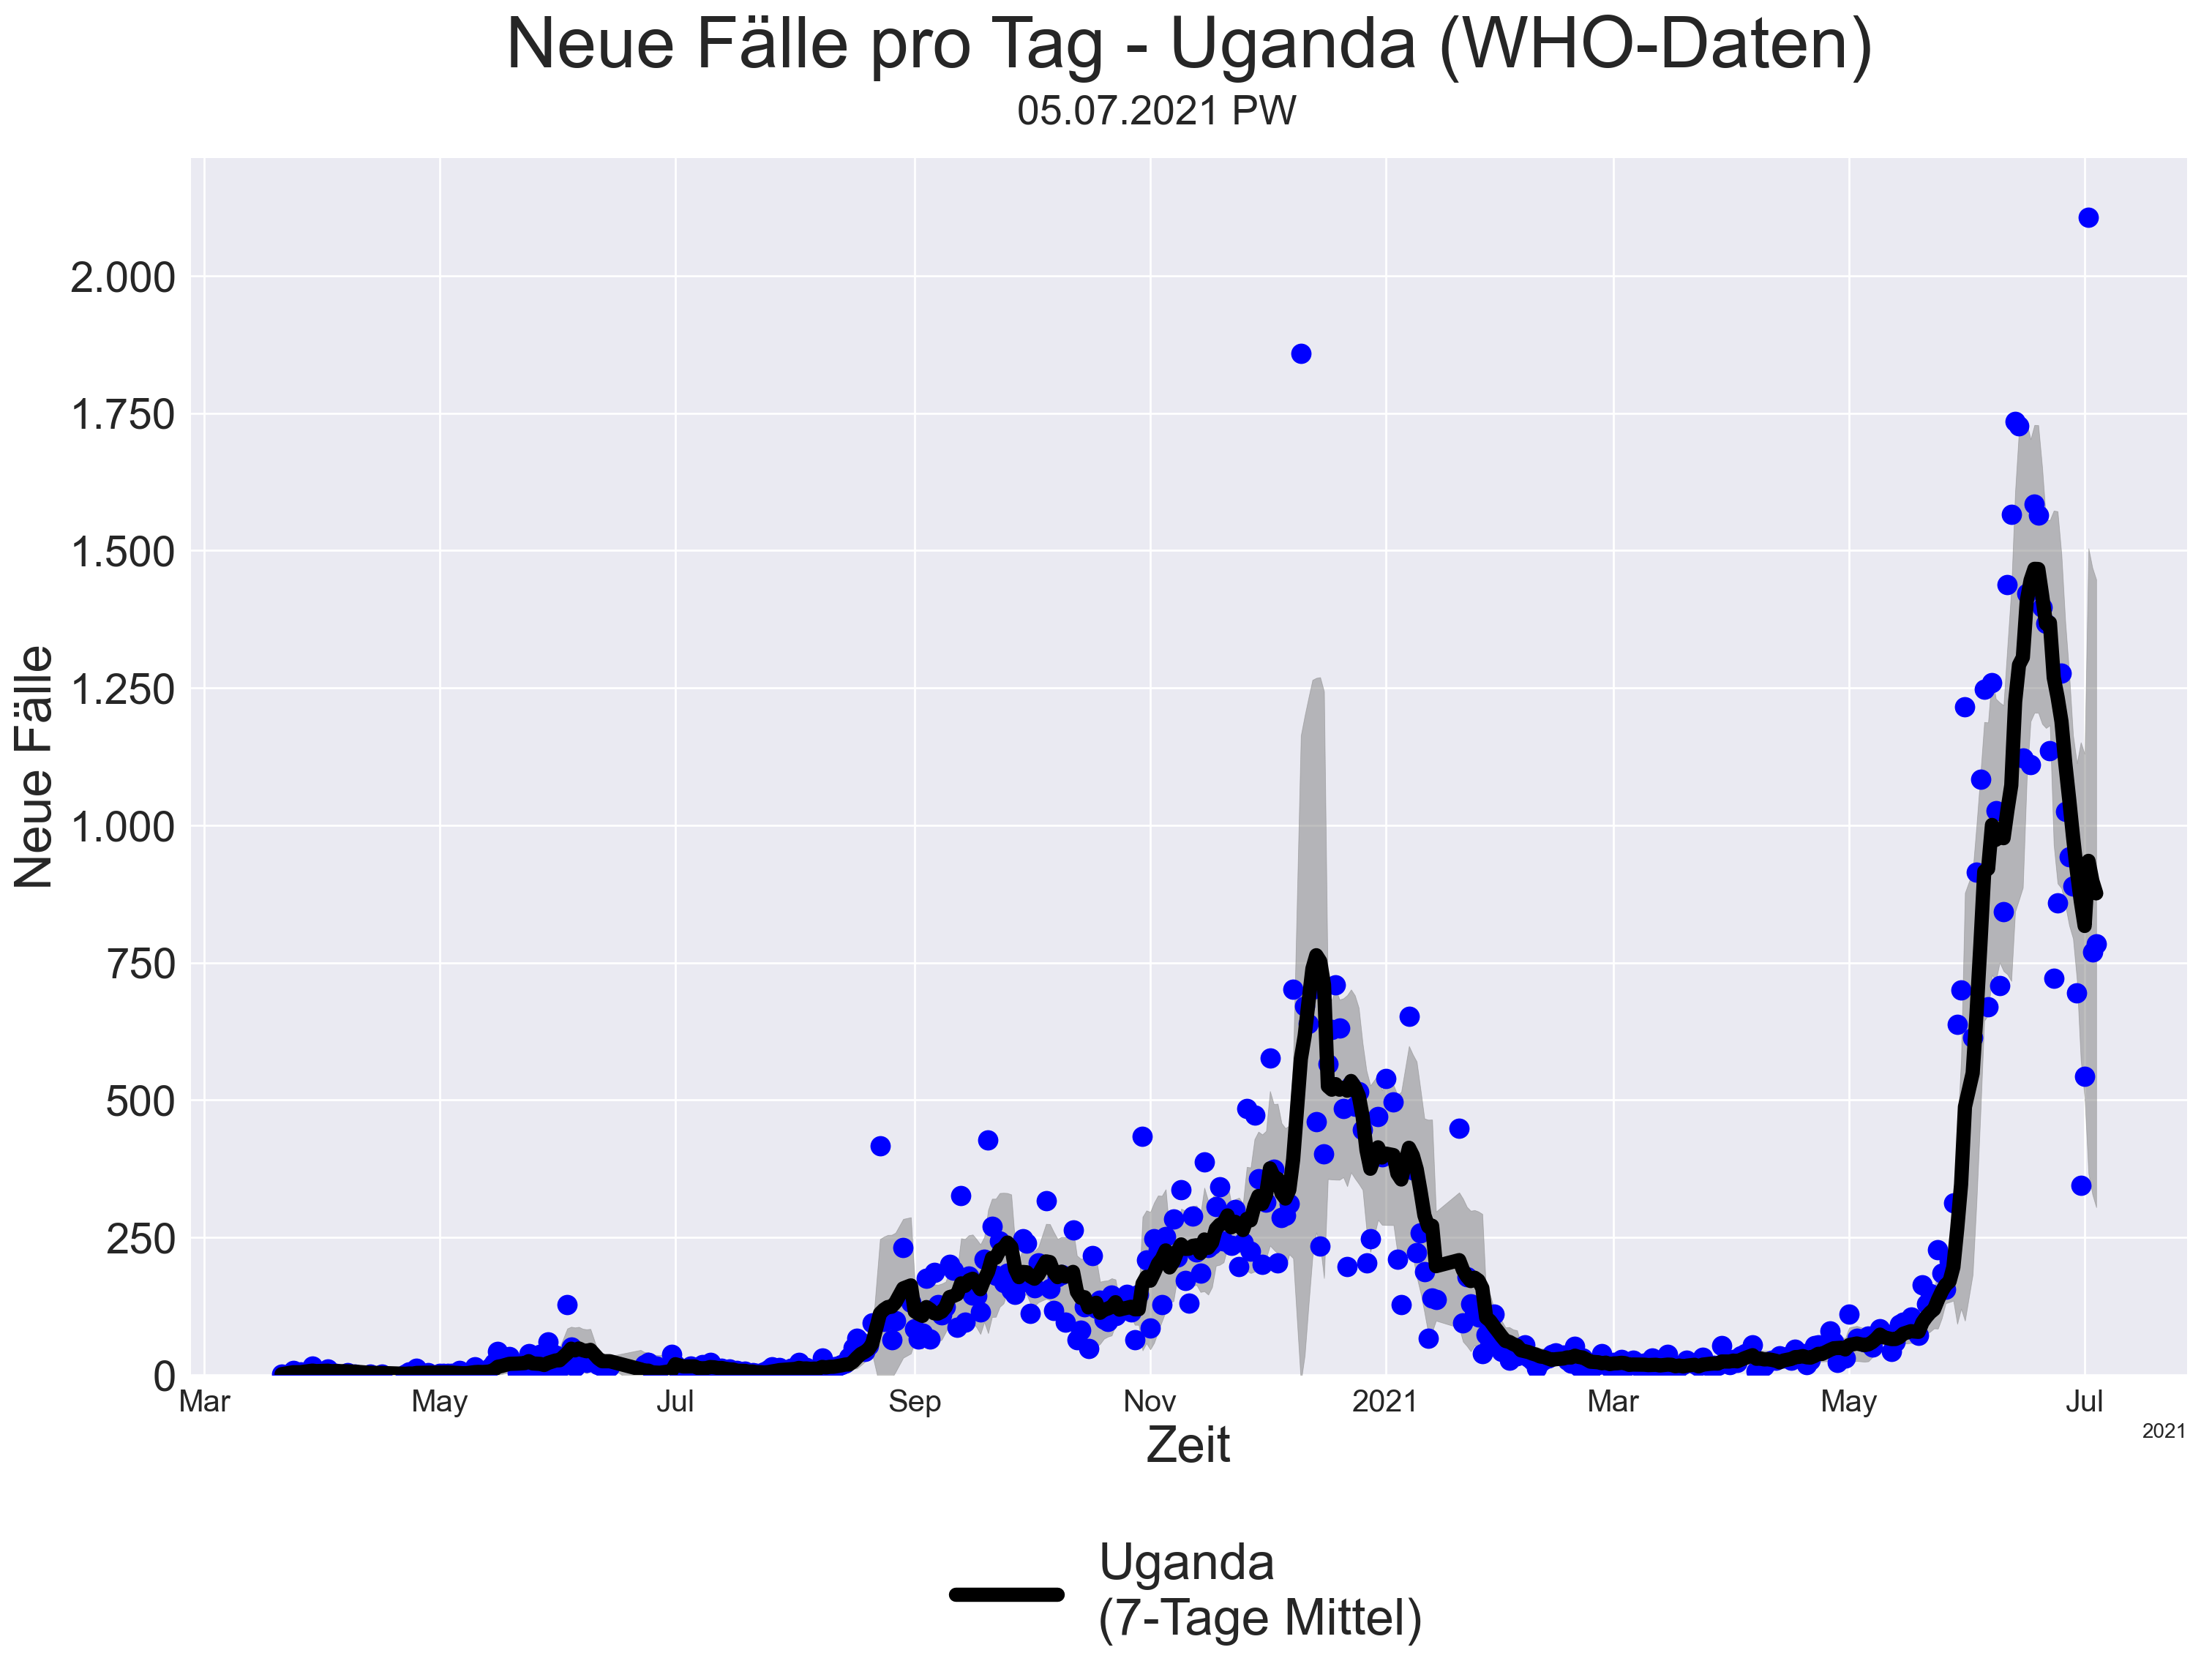 Neue Fälle pro Tag - Uganda (WHO-Daten)
05.07.2021 PW
Neue Fälle
2.000
1.750
1.500
1.250
1.000
750
500
250
0
Mar May Jul Sep Nov 2021 Mar May Jul
2021
Zeit
Uganda
(7-Tage Mittel)